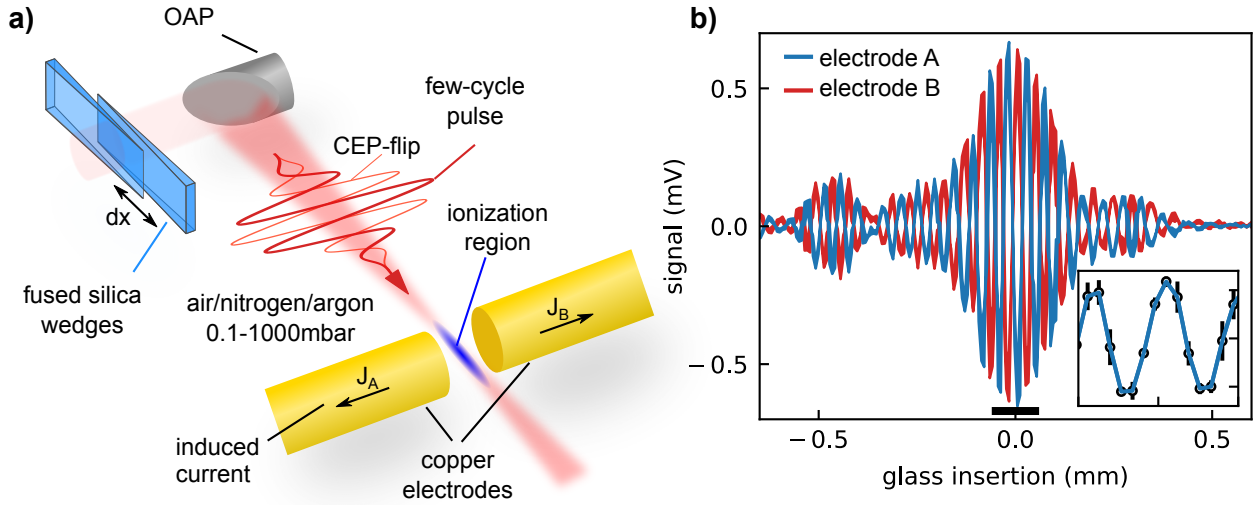 a)
OAP
few-cycle
pulse
CEP-flip
dx
ionization
region
fused silica
wedges
air/nitrogen/argon
0.1-1000mbar
J_B
J_A
induced
current
copper
electrodes
b)
electrode A
electrode B
signal (mV)
0.5
0.0
−0.5
−0.5
0.0
0.5
glass insertion (mm)